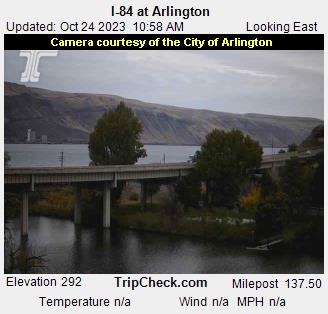 I-84 at Arlington
Updated: Oct 24 2023 10:58 AM Looking East
Camera courtesy of the City of Arlington
Elevation 292 TripCheck.com Milepost 137.50
Temperature n/a Wind n/a MPH n/a